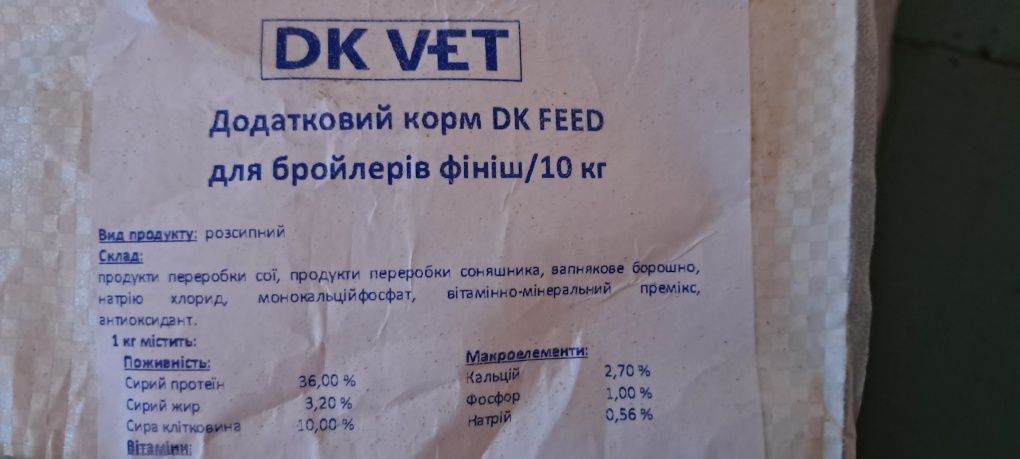 DK VET
Додатковий корм DK FEED
для бройлерів фініш/10 кг
Вид продукту: розсипний
Склад:
продукти переробки сої, продукти переробки соняшника, вапнякове борошно,
натрію хлорид, монокальційфосфат, вітамінно-мінеральний премікс,
антиоксидант.
1 кг містить:
Поживність:
Сирий протеїн 36,00 %
Сирий жир 3,20 %
Сира клітковина 10,00 %
Вітаміни:
Макроелементи:
Кальцій 2,70 %
Фосфор 1,00 %
Натрій 0,56 %